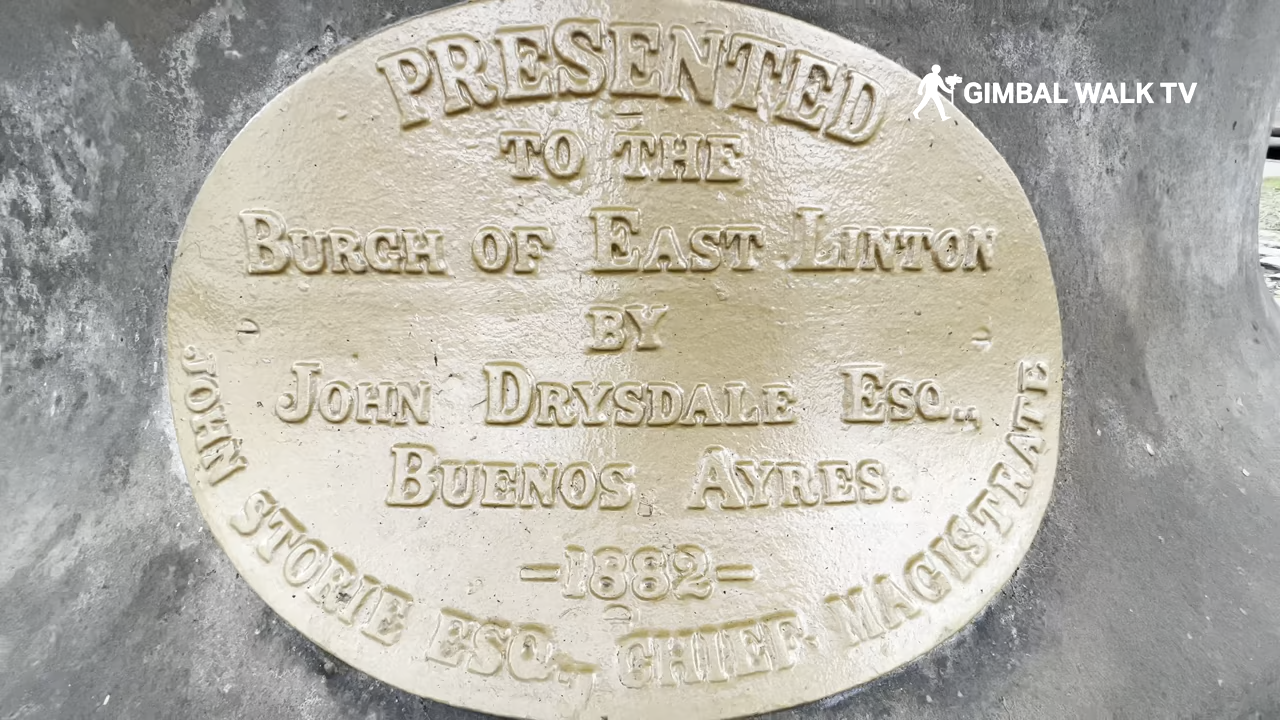 PRESENTED
TO THE
BURGH OF EAST LINTON
BY
JOHN DRYSDALE ESQ.,
BUENOS AYRES.
-1882-
JOHN STORIE ESQ., CHIEF MAGISTRATE
GIMBAL WALK TV